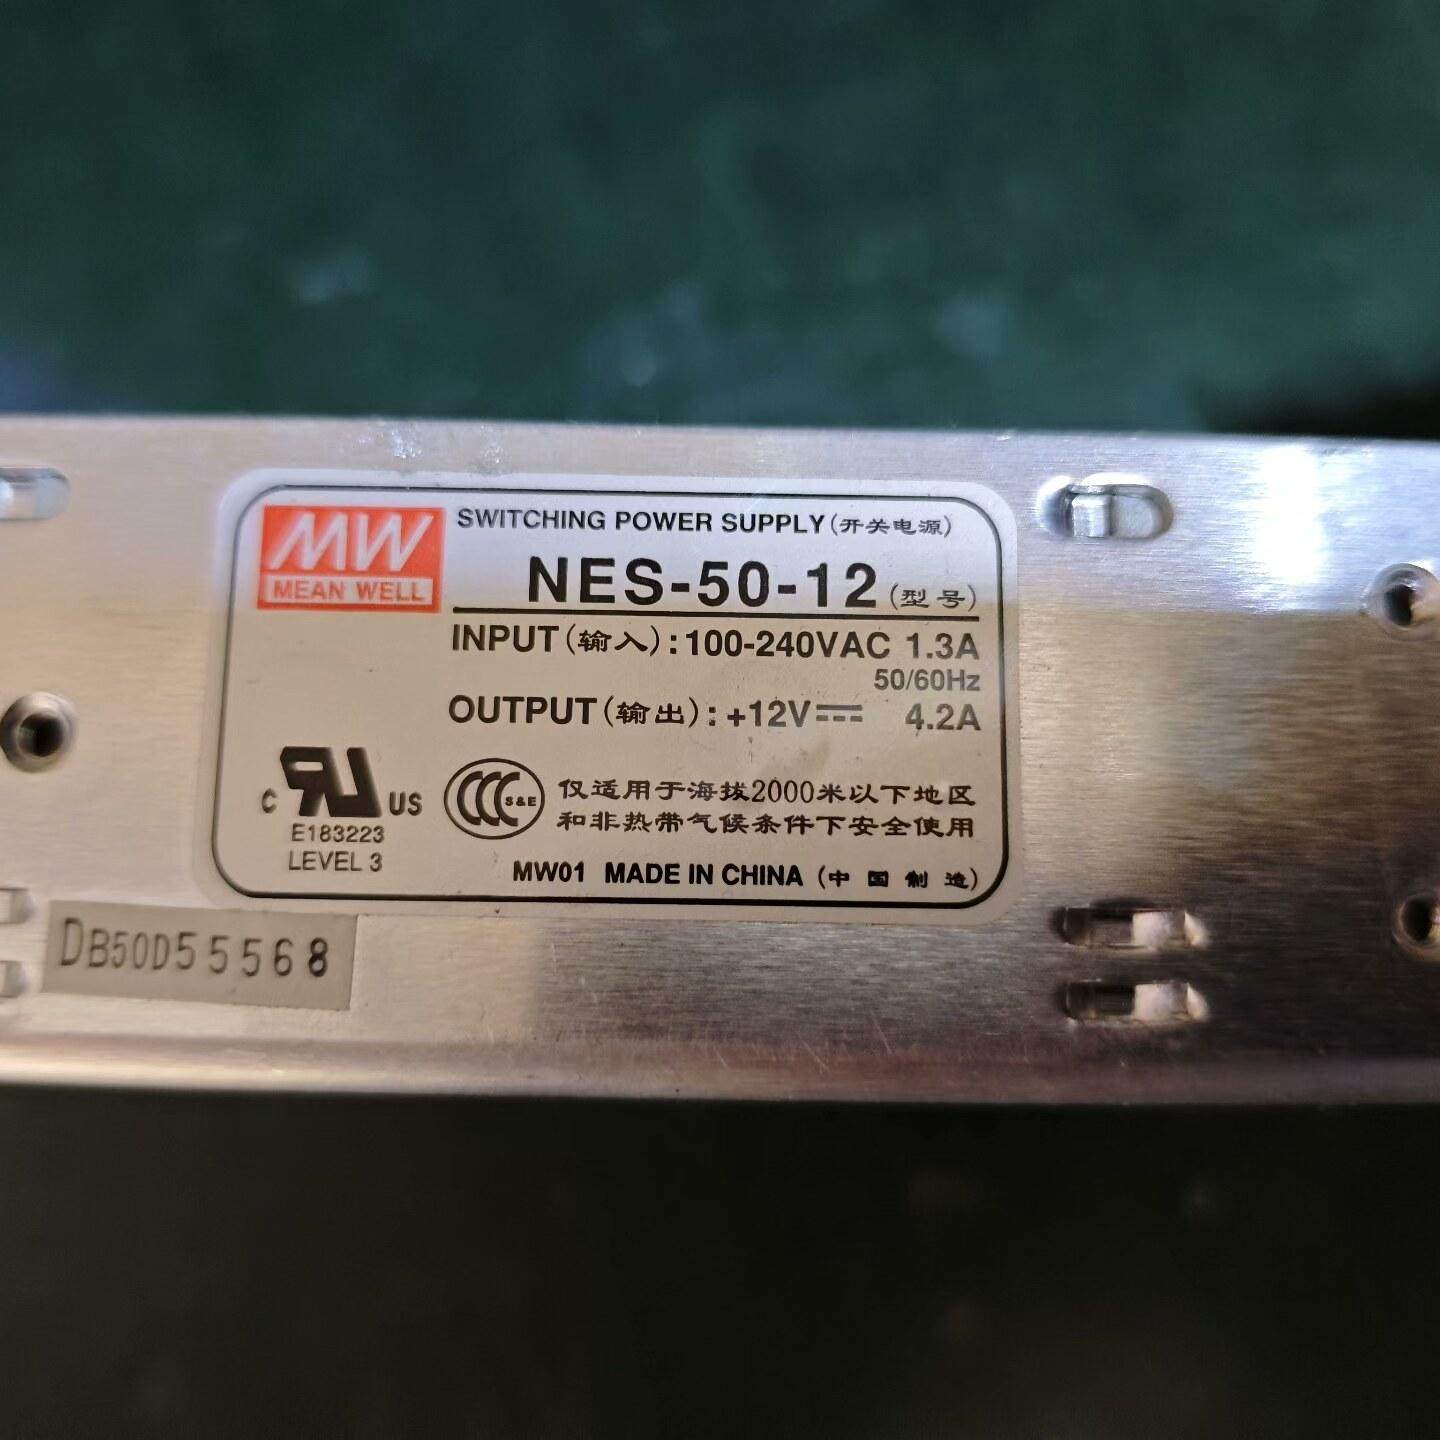 MW
MEAN WELL
SWITCHING POWER SUPPLY(开关电源)
NES-50-12(型号)
INPUT(输入):100-240VAC 1.3A
50/60Hz
OUTPUT(输出):+12V⎓ 4.2A
c RU US
E183223
LEVEL 3
CCC S&E
仅适用于海拔2000米以下地区
和非热带气候条件下安全使用
MW01 MADE IN CHINA (中国制造)
DB50D55568